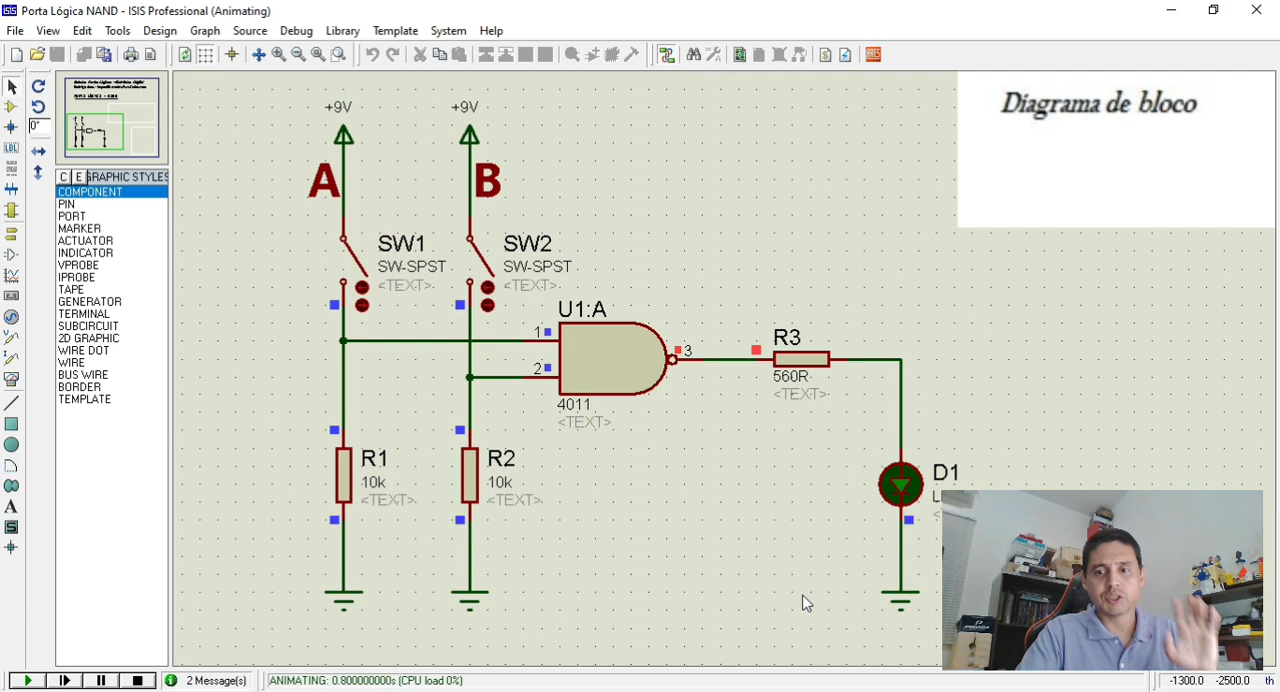 Porta Lógica NAND - ISIS Professional (Animating)
File View Edit Tools Design Graph Source Debug Library Template System Help
Diagrama de bloco
+9V +9V
A B
0°
C E GRAPHIC STYLES
COMPONENT
PIN
PORT
MARKER
ACTUATOR
INDICATOR
VPROBE
IPROBE
TAPE
GENERATOR
TERMINAL
SUBCIRCUIT
2D GRAPHIC
WIRE DOT
WIRE
BUS WIRE
BORDER
TEMPLATE
SW1
SW-SPST
<TEXT>
SW2
SW-SPST
<TEXT>
U1:A
1
2
3
4011
<TEXT>
R3
560R
<TEXT>
R1
10k
<TEXT>
R2
10k
<TEXT>
D1
2 Message(s) ANIMATING: 0.800000000s (CPU load 0%) -1300.0 -2500.0 th